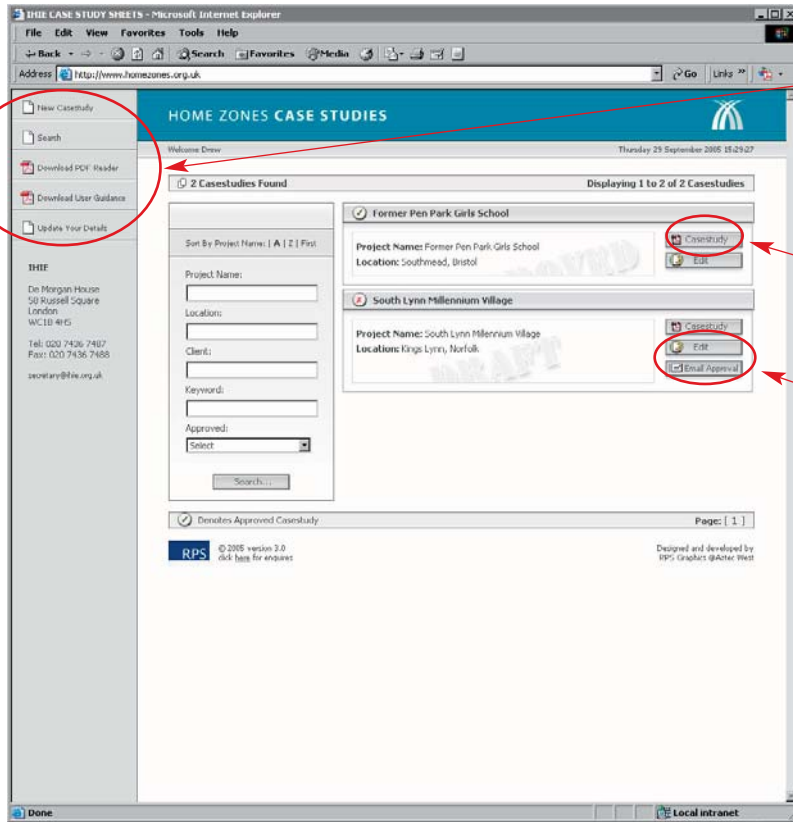 IHIE CASE STUDY SHEETS - Microsoft Internet Explorer
File Edit View Favorites Tools Help
Back Search Favorites Media
Address http://www.homezones.org.uk Go Links »
New Casestudy
Search
Download PDF Reader
Download User Guidance
Update Your Details
IHIE
De Morgan House
58 Russell Square
London
WC1B 4HS
Tel: 020 7436 7487
Fax: 020 7436 7488
secretary@ihie.org.uk
HOME ZONES CASE STUDIES
Welcome Drew Thursday 29 September 2005 15:29:27
2 Casestudies Found Displaying 1 to 2 of 2 Casestudies
Sort By Project Name: | A | Z | First
Project Name:
Location:
Client:
Keyword:
Approved:
Select
Search...
Former Pen Park Girls School
Project Name: Former Pen Park Girls School
Location: Southmead, Bristol
Casestudy
Edit
South Lynn Millennium Village
Project Name: South Lynn Millennium Village
Location: Kings Lynn, Norfolk
DRAFT
Casestudy
Edit
Email Approval
Denotes Approved Casestudy Page: [ 1 ]
RPS © 2005 version 3.0
click here for enquires
Designed and developed by
RPS Graphics @Aztec West
Done Local intranet